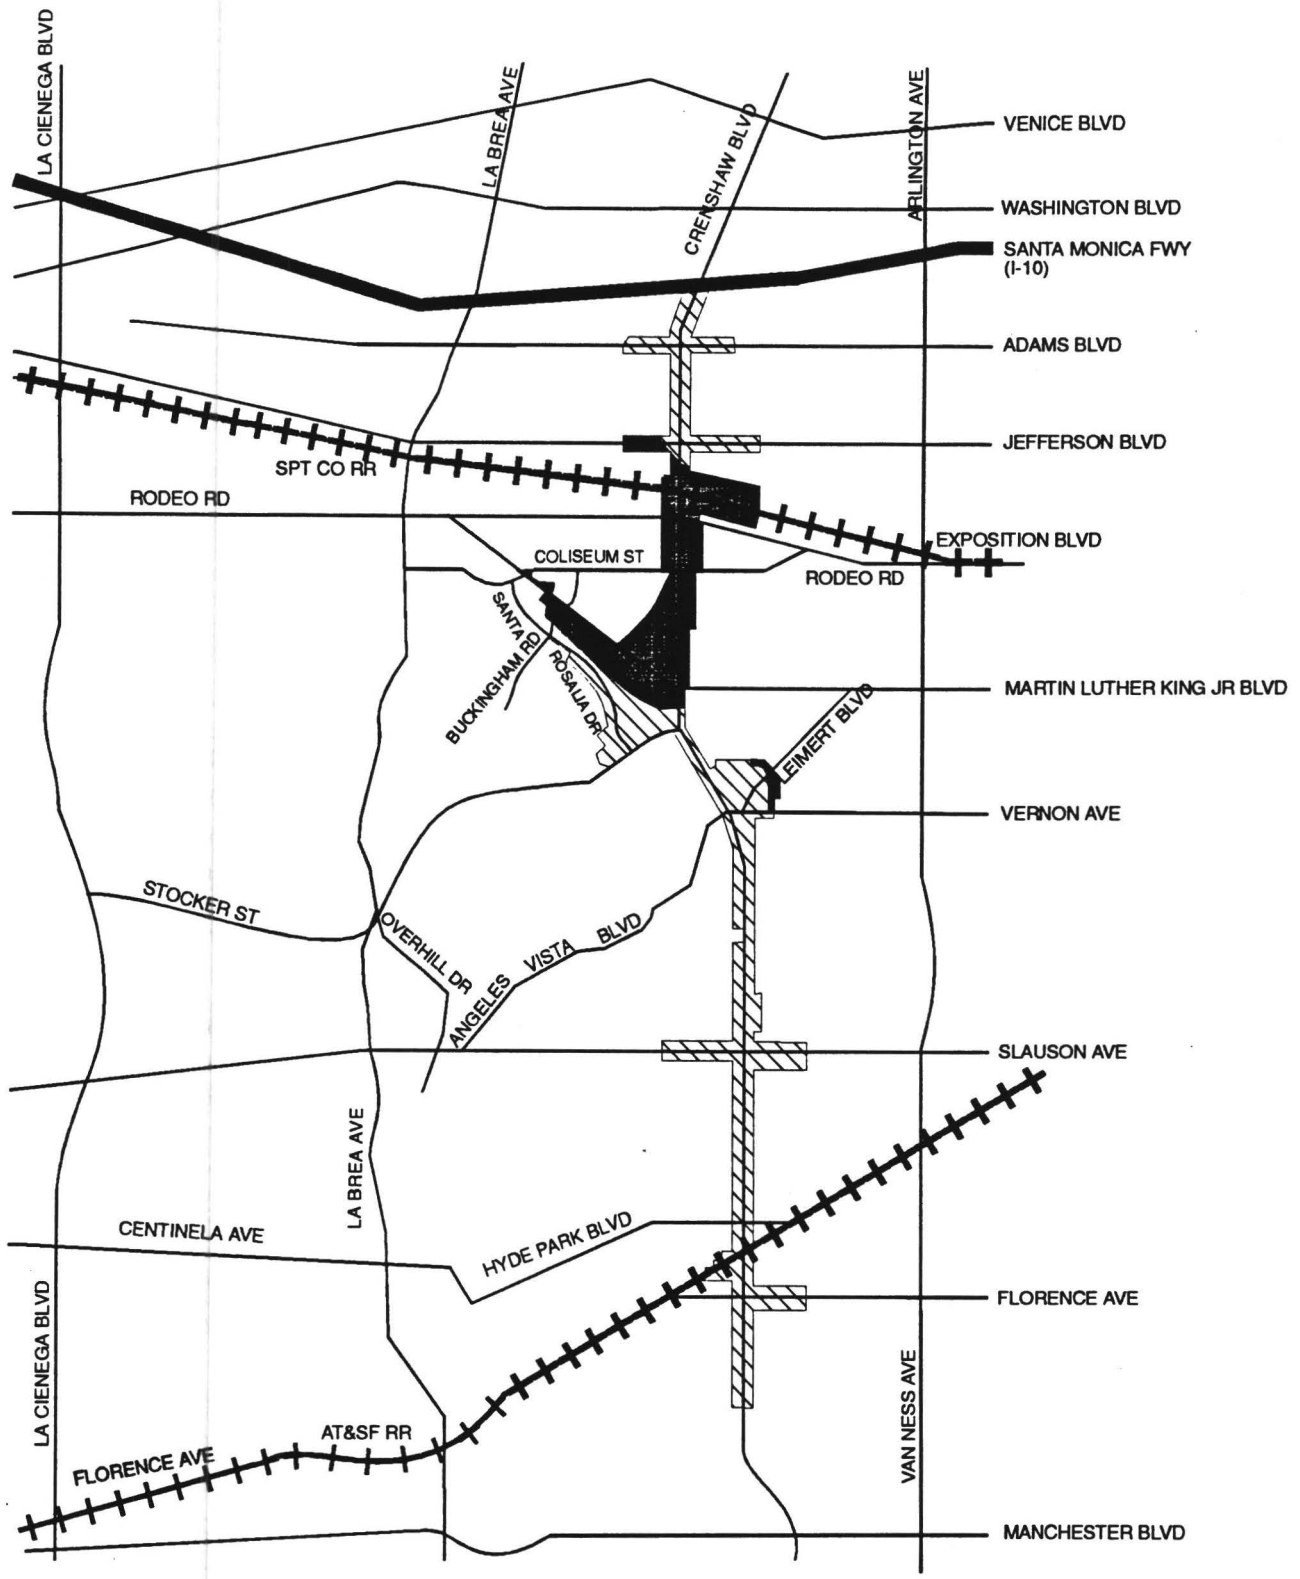 LA CIENEGA BLVD
LA BREA AVE
CRENSHAW BLVD
ARLINGTON AVE
VENICE BLVD
WASHINGTON BLVD
SANTA MONICA FWY
(I-10)
ADAMS BLVD
JEFFERSON BLVD
SPT CO RR
RODEO RD
EXPOSITION BLVD
COLISEUM ST
RODEO RD
SANTA
ROSALIA DR
BUCKINGHAM RD
MARTIN LUTHER KING JR BLVD
EIMERT BLVD
VERNON AVE
STOCKER ST
OVERHILL DR
ANGELES VISTA BLVD
SLAUSON AVE
LA BREA AVE
CENTINELA AVE
HYDE PARK BLVD
LA CIENEGA BLVD
FLORENCE AVE
VAN NESS AVE
AT&SF RR
FLORENCE AVE
MANCHESTER BLVD